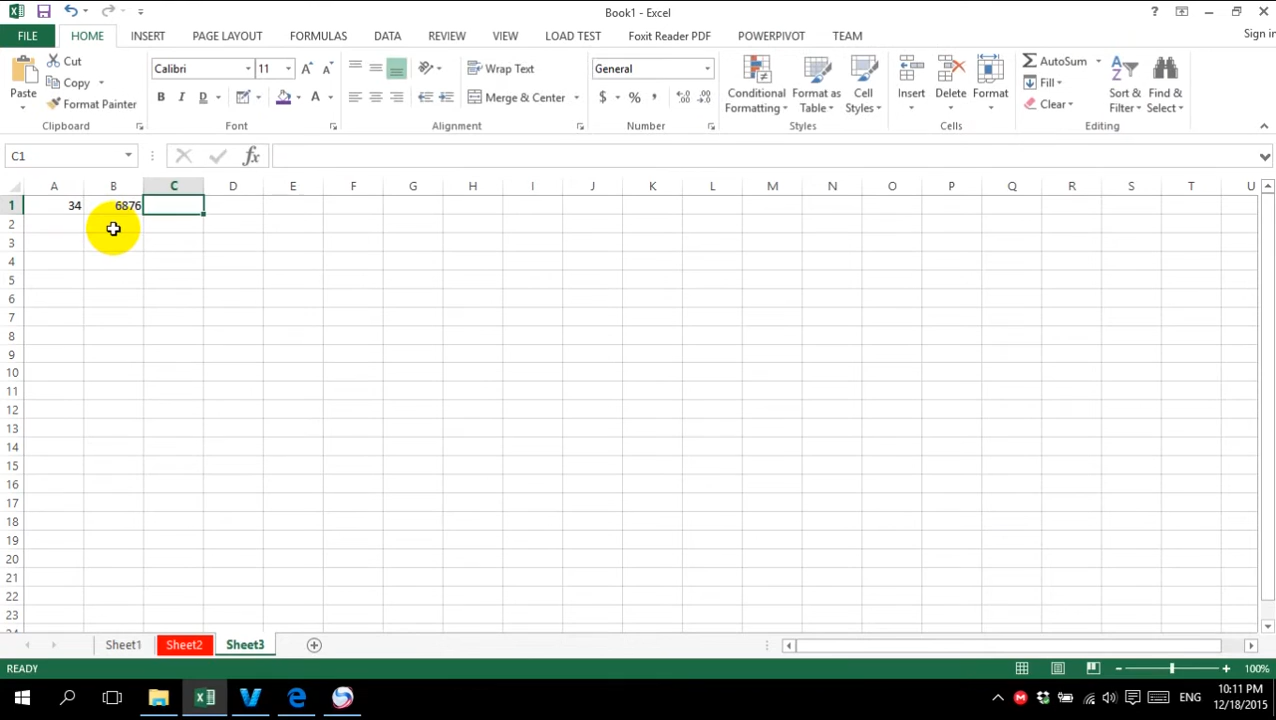 Book1 - Excel
?
FILE HOME INSERT PAGE LAYOUT FORMULAS DATA REVIEW VIEW LOAD TEST Foxit Reader PDF POWERPIVOT TEAM Sign in
Paste
Cut
Copy
Format Painter
Clipboard
Calibri 11
B I D A
Font
Wrap Text
Merge & Center
Alignment
General
$ % ,
Number
Conditional Formatting
Format as Table
Cell Styles
Styles
Insert
Delete
Format
Cells
AutoSum
Fill
Clear
Sort & Filter
Find & Select
Editing
C1 fx
A B C D E F G H I J K L M N O P Q R S T U
1 34 6876
2
3
4
5
6
7
8
9
10
11
12
13
14
15
16
17
18
19
20
21
22
23
Sheet1 Sheet2 Sheet3
READY 100%
ENG 10:11 PM
12/18/2015